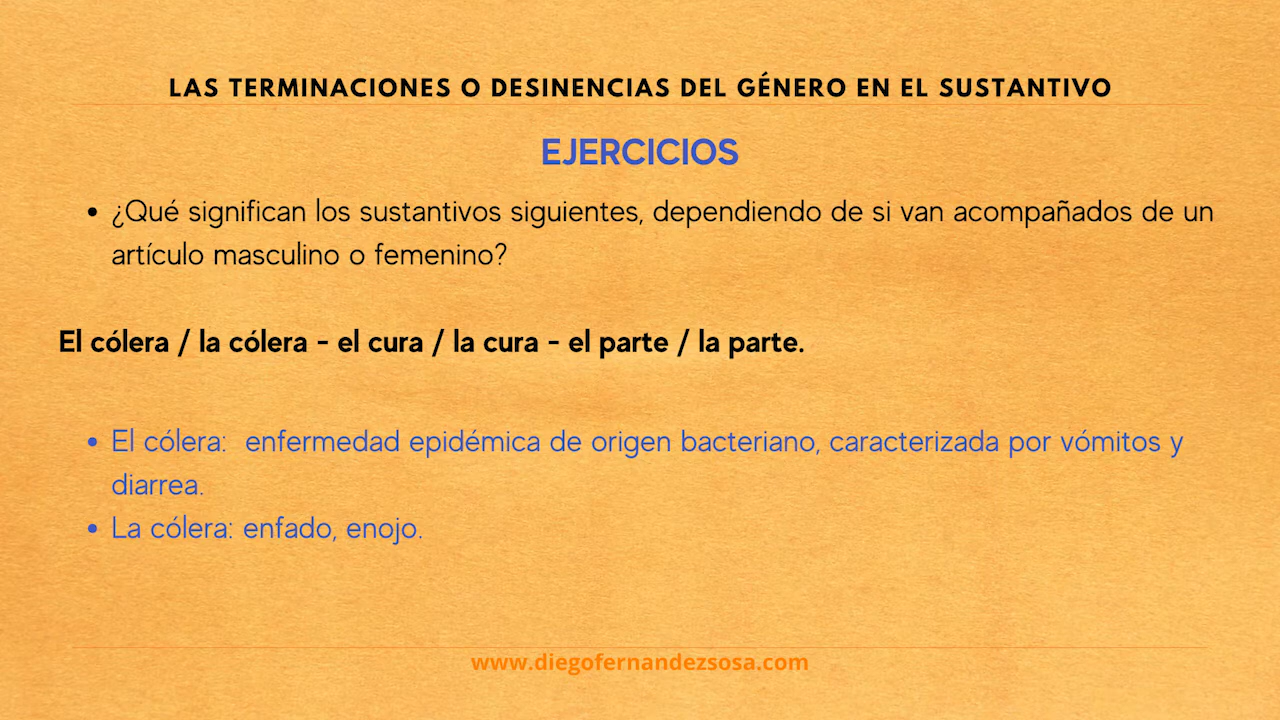 LAS TERMINACIONES O DESINENCIAS DEL GÉNERO EN EL SUSTANTIVO
EJERCICIOS
• ¿Qué significan los sustantivos siguientes, dependiendo de si van acompañados de un
artículo masculino o femenino?
El cólera / la cólera - el cura / la cura - el parte / la parte.
• El cólera:  enfermedad epidémica de origen bacteriano, caracterizada por vómitos y
diarrea.
• La cólera: enfado, enojo.
www.diegofernandezsosa.com